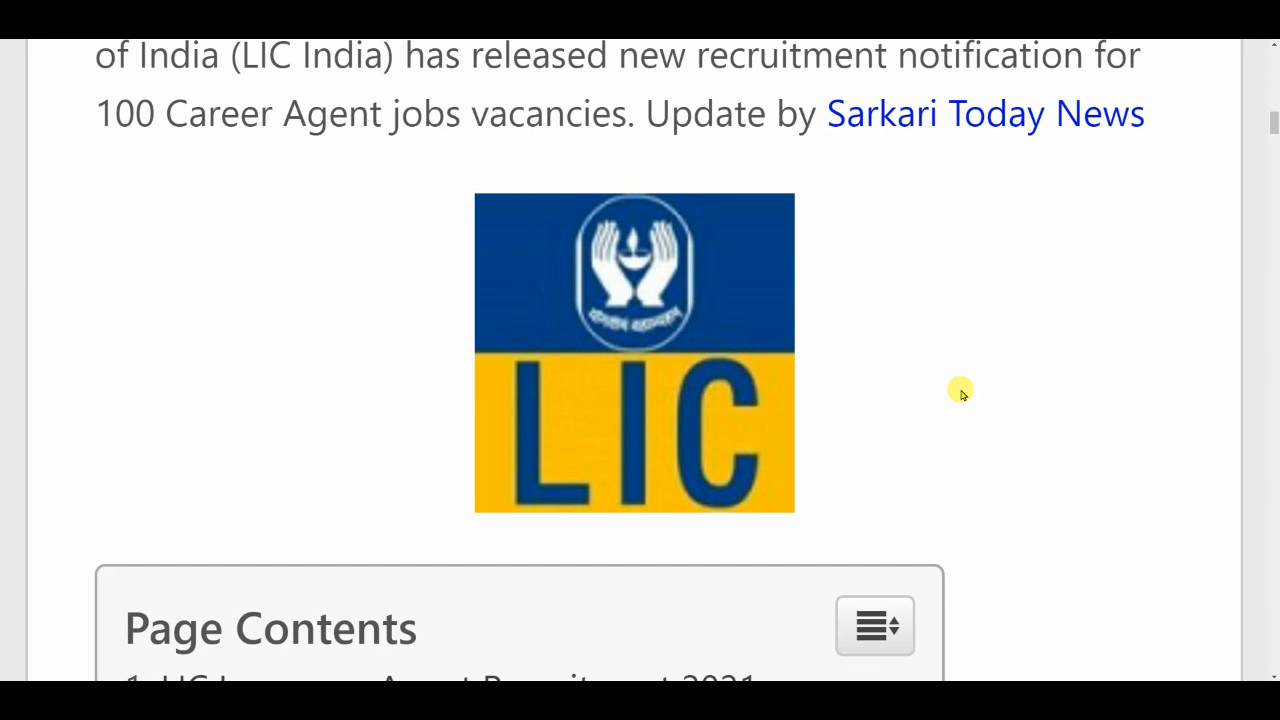 of India (LIC India) has released new recruitment notification for
100 Career Agent jobs vacancies. Update by Sarkari Today News
LIC
Page Contents